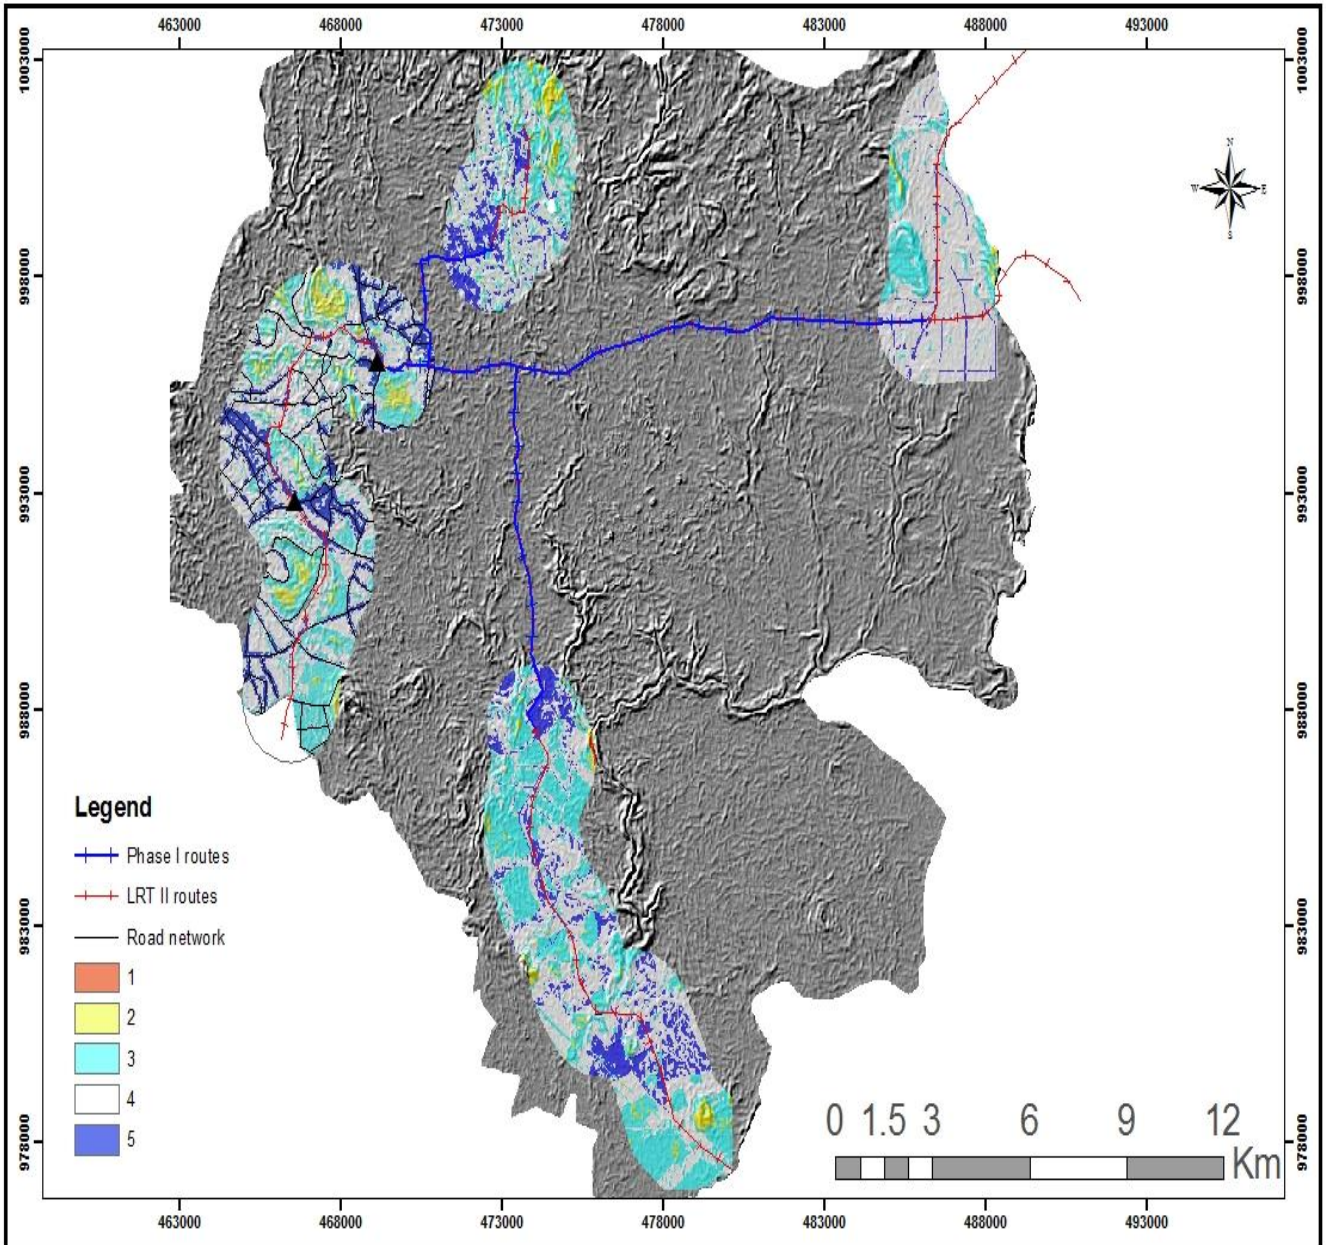 463000 468000 473000 478000 483000 488000 493000
1003000 1003000
N
W E
S
998000 998000
993000 993000
988000 988000
Legend
Phase I routes
LRT II routes
Road network
983000 983000
1
2
3
4
5
0 1.5 3 6 9 12
Km
978000 978000
463000 468000 473000 478000 483000 488000 493000